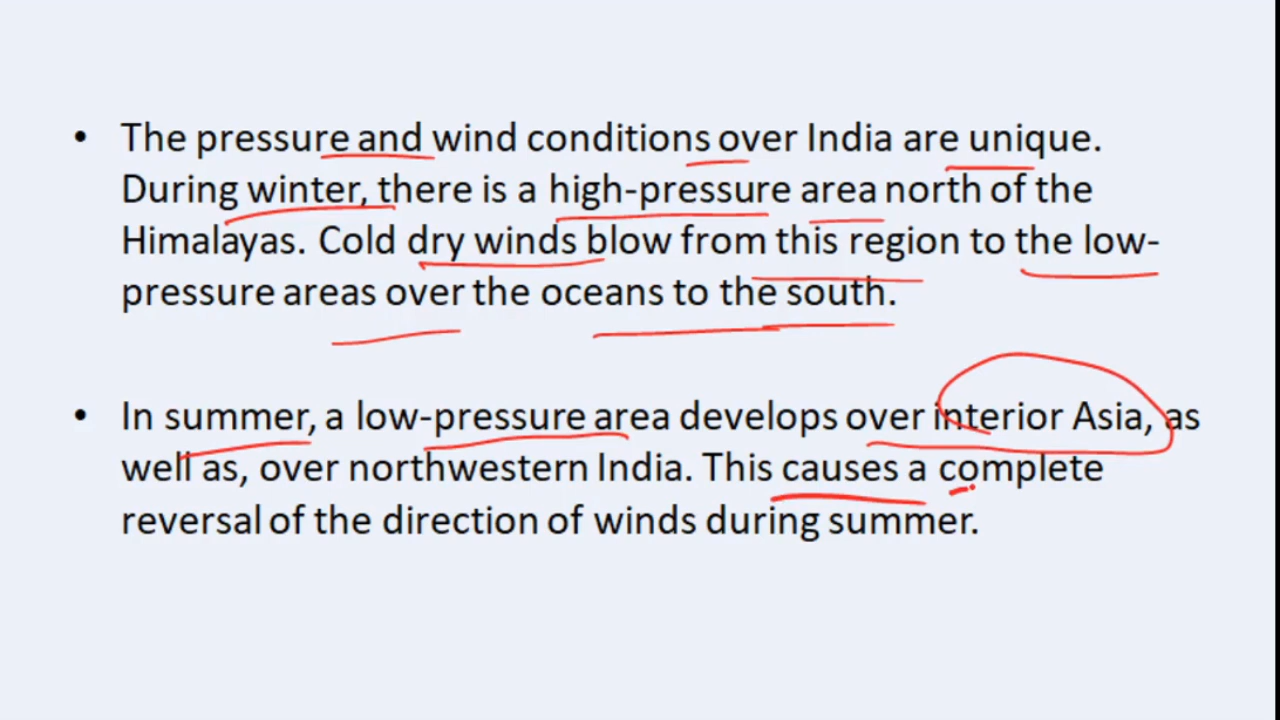 • The pressure and wind conditions over India are unique.
During winter, there is a high-pressure area north of the
Himalayas. Cold dry winds blow from this region to the low-
pressure areas over the oceans to the south.
• In summer, a low-pressure area develops over interior Asia, as
well as, over northwestern India. This causes a complete
reversal of the direction of winds during summer.